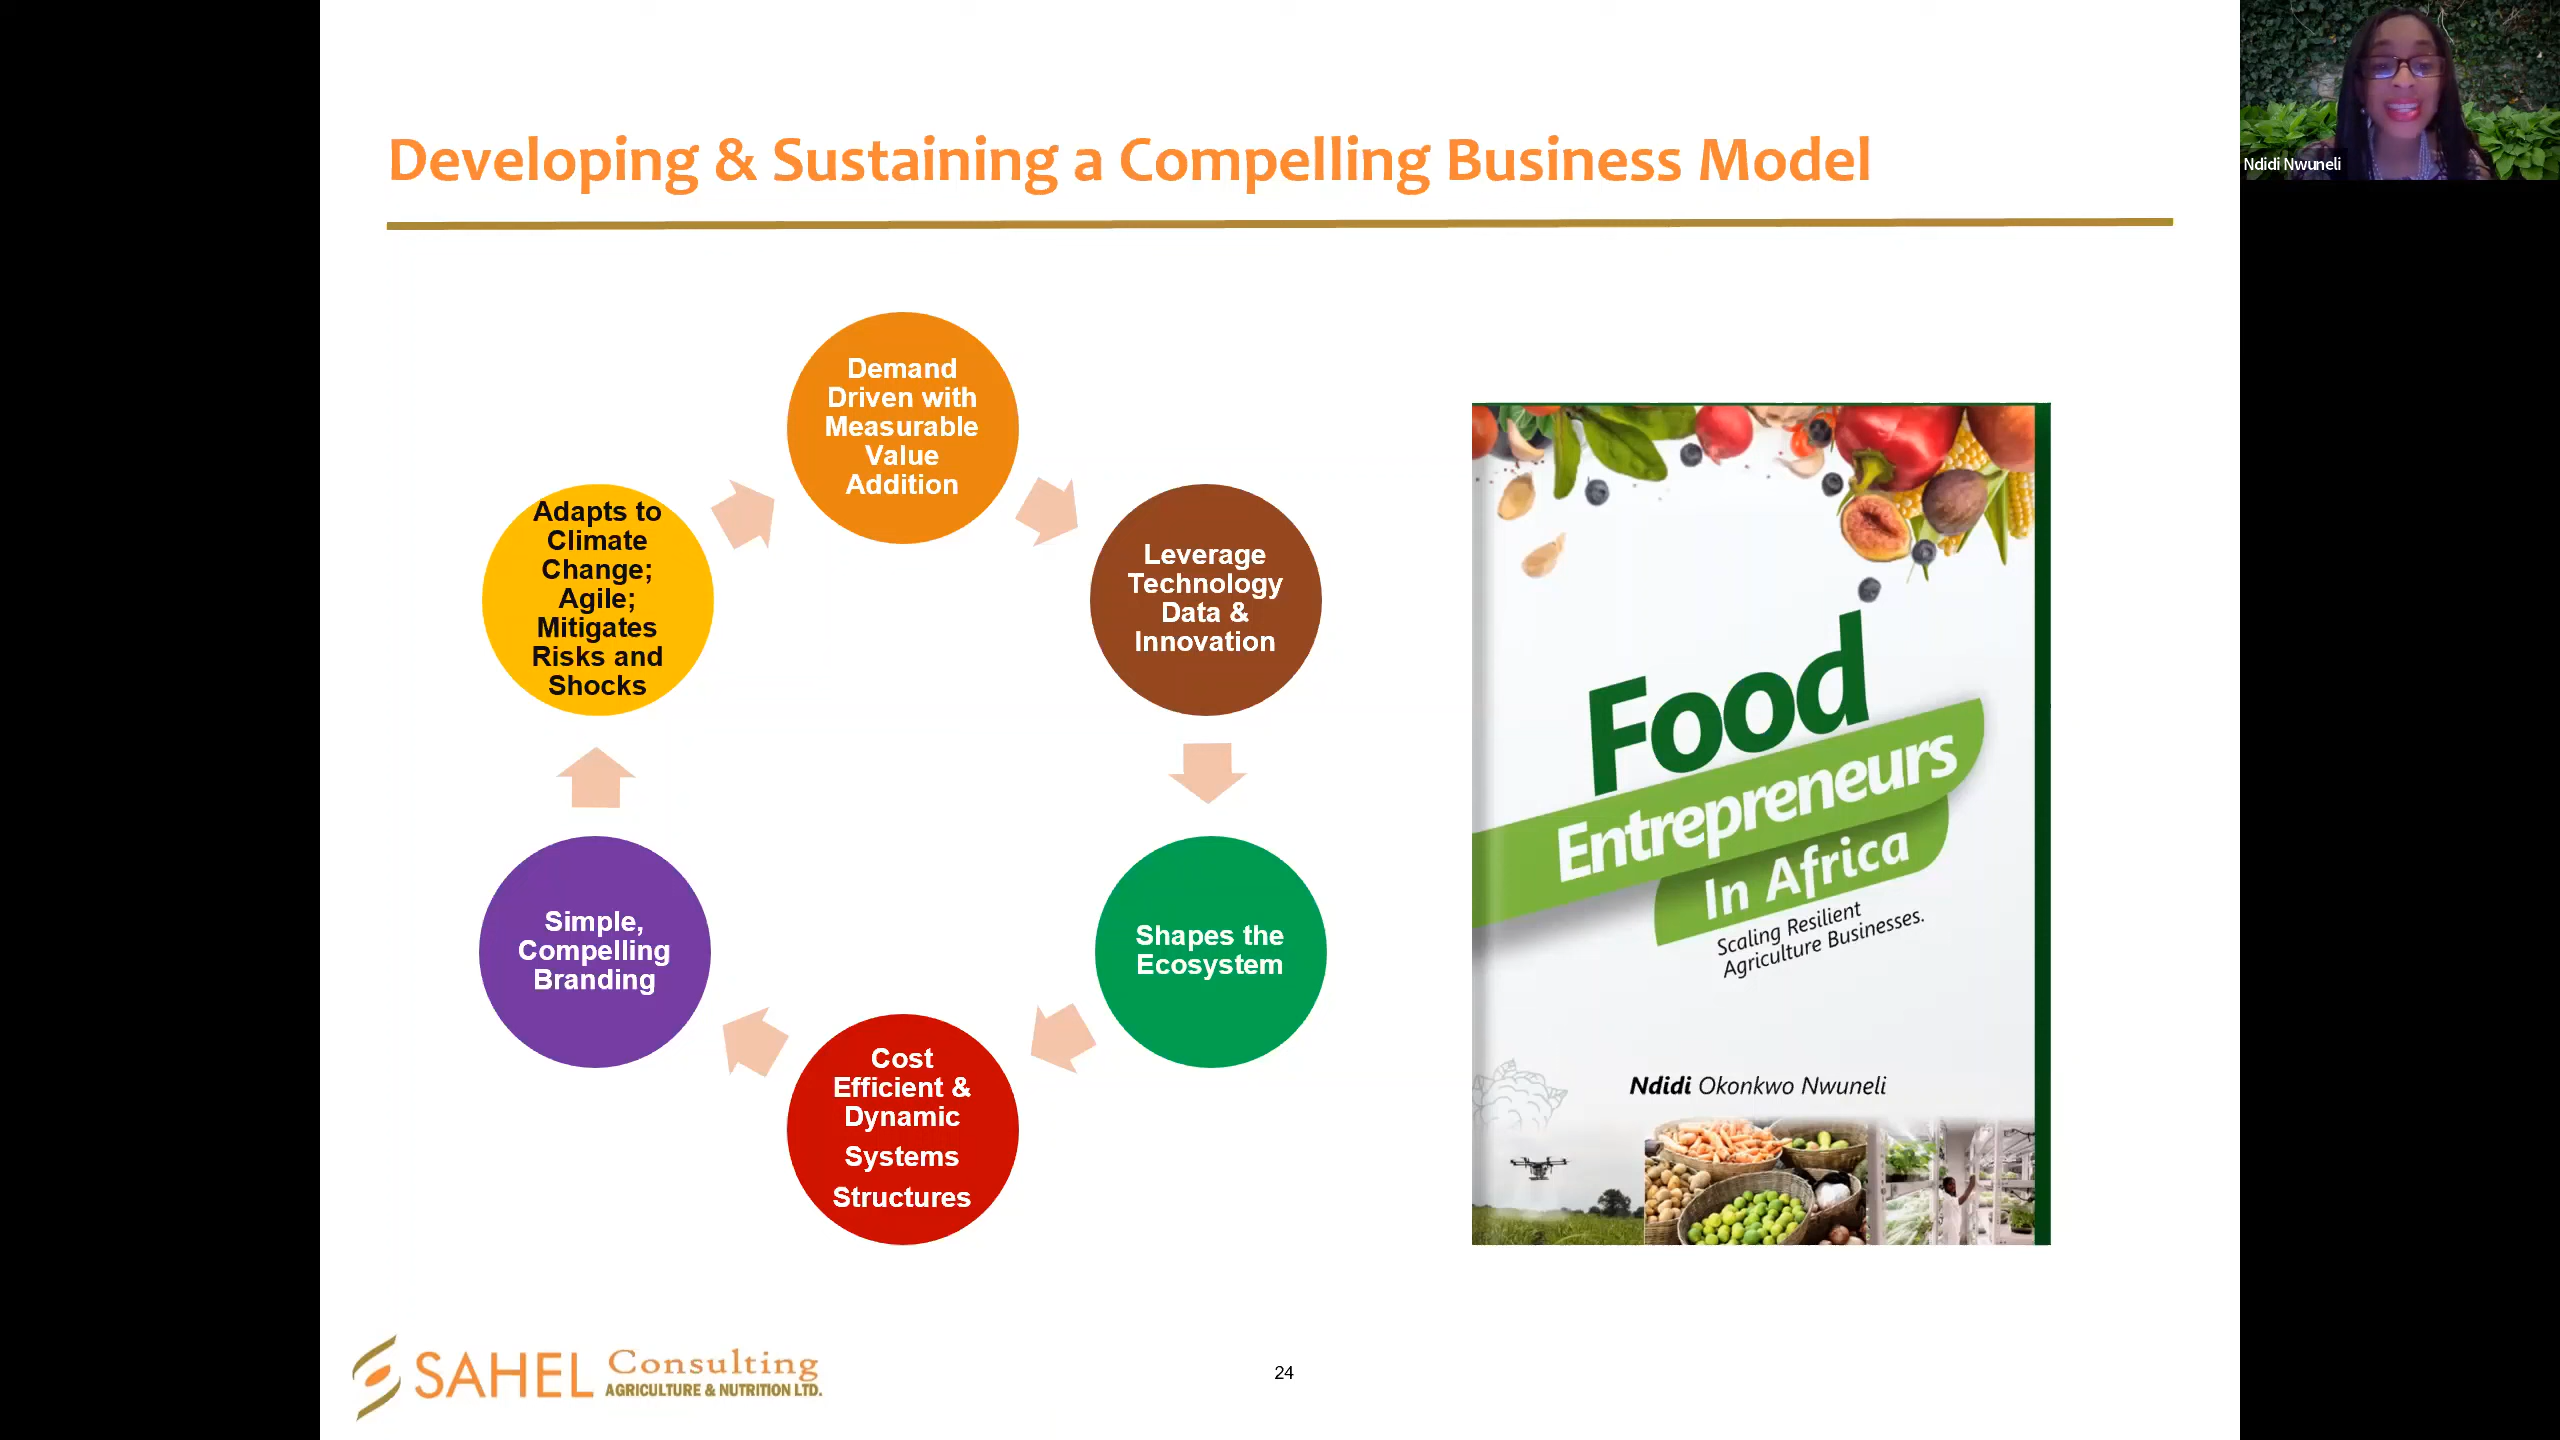 Developing & Sustaining a Compelling Business Model
Ndidi Nwuneli
Demand
Driven with
Measurable
Value
Addition
Leverage
Technology
Data &
Innovation
Shapes the
Ecosystem
Cost
Efficient &
Dynamic
Systems
Structures
Simple,
Compelling
Branding
Adapts to
Climate
Change;
Agile;
Mitigates
Risks and
Shocks
Food
Entrepreneurs
In Africa
Scaling Resilient
Agriculture Businesses.
Ndidi Okonkwo Nwuneli
SAHEL Consulting
AGRICULTURE & NUTRITION LTD.
24